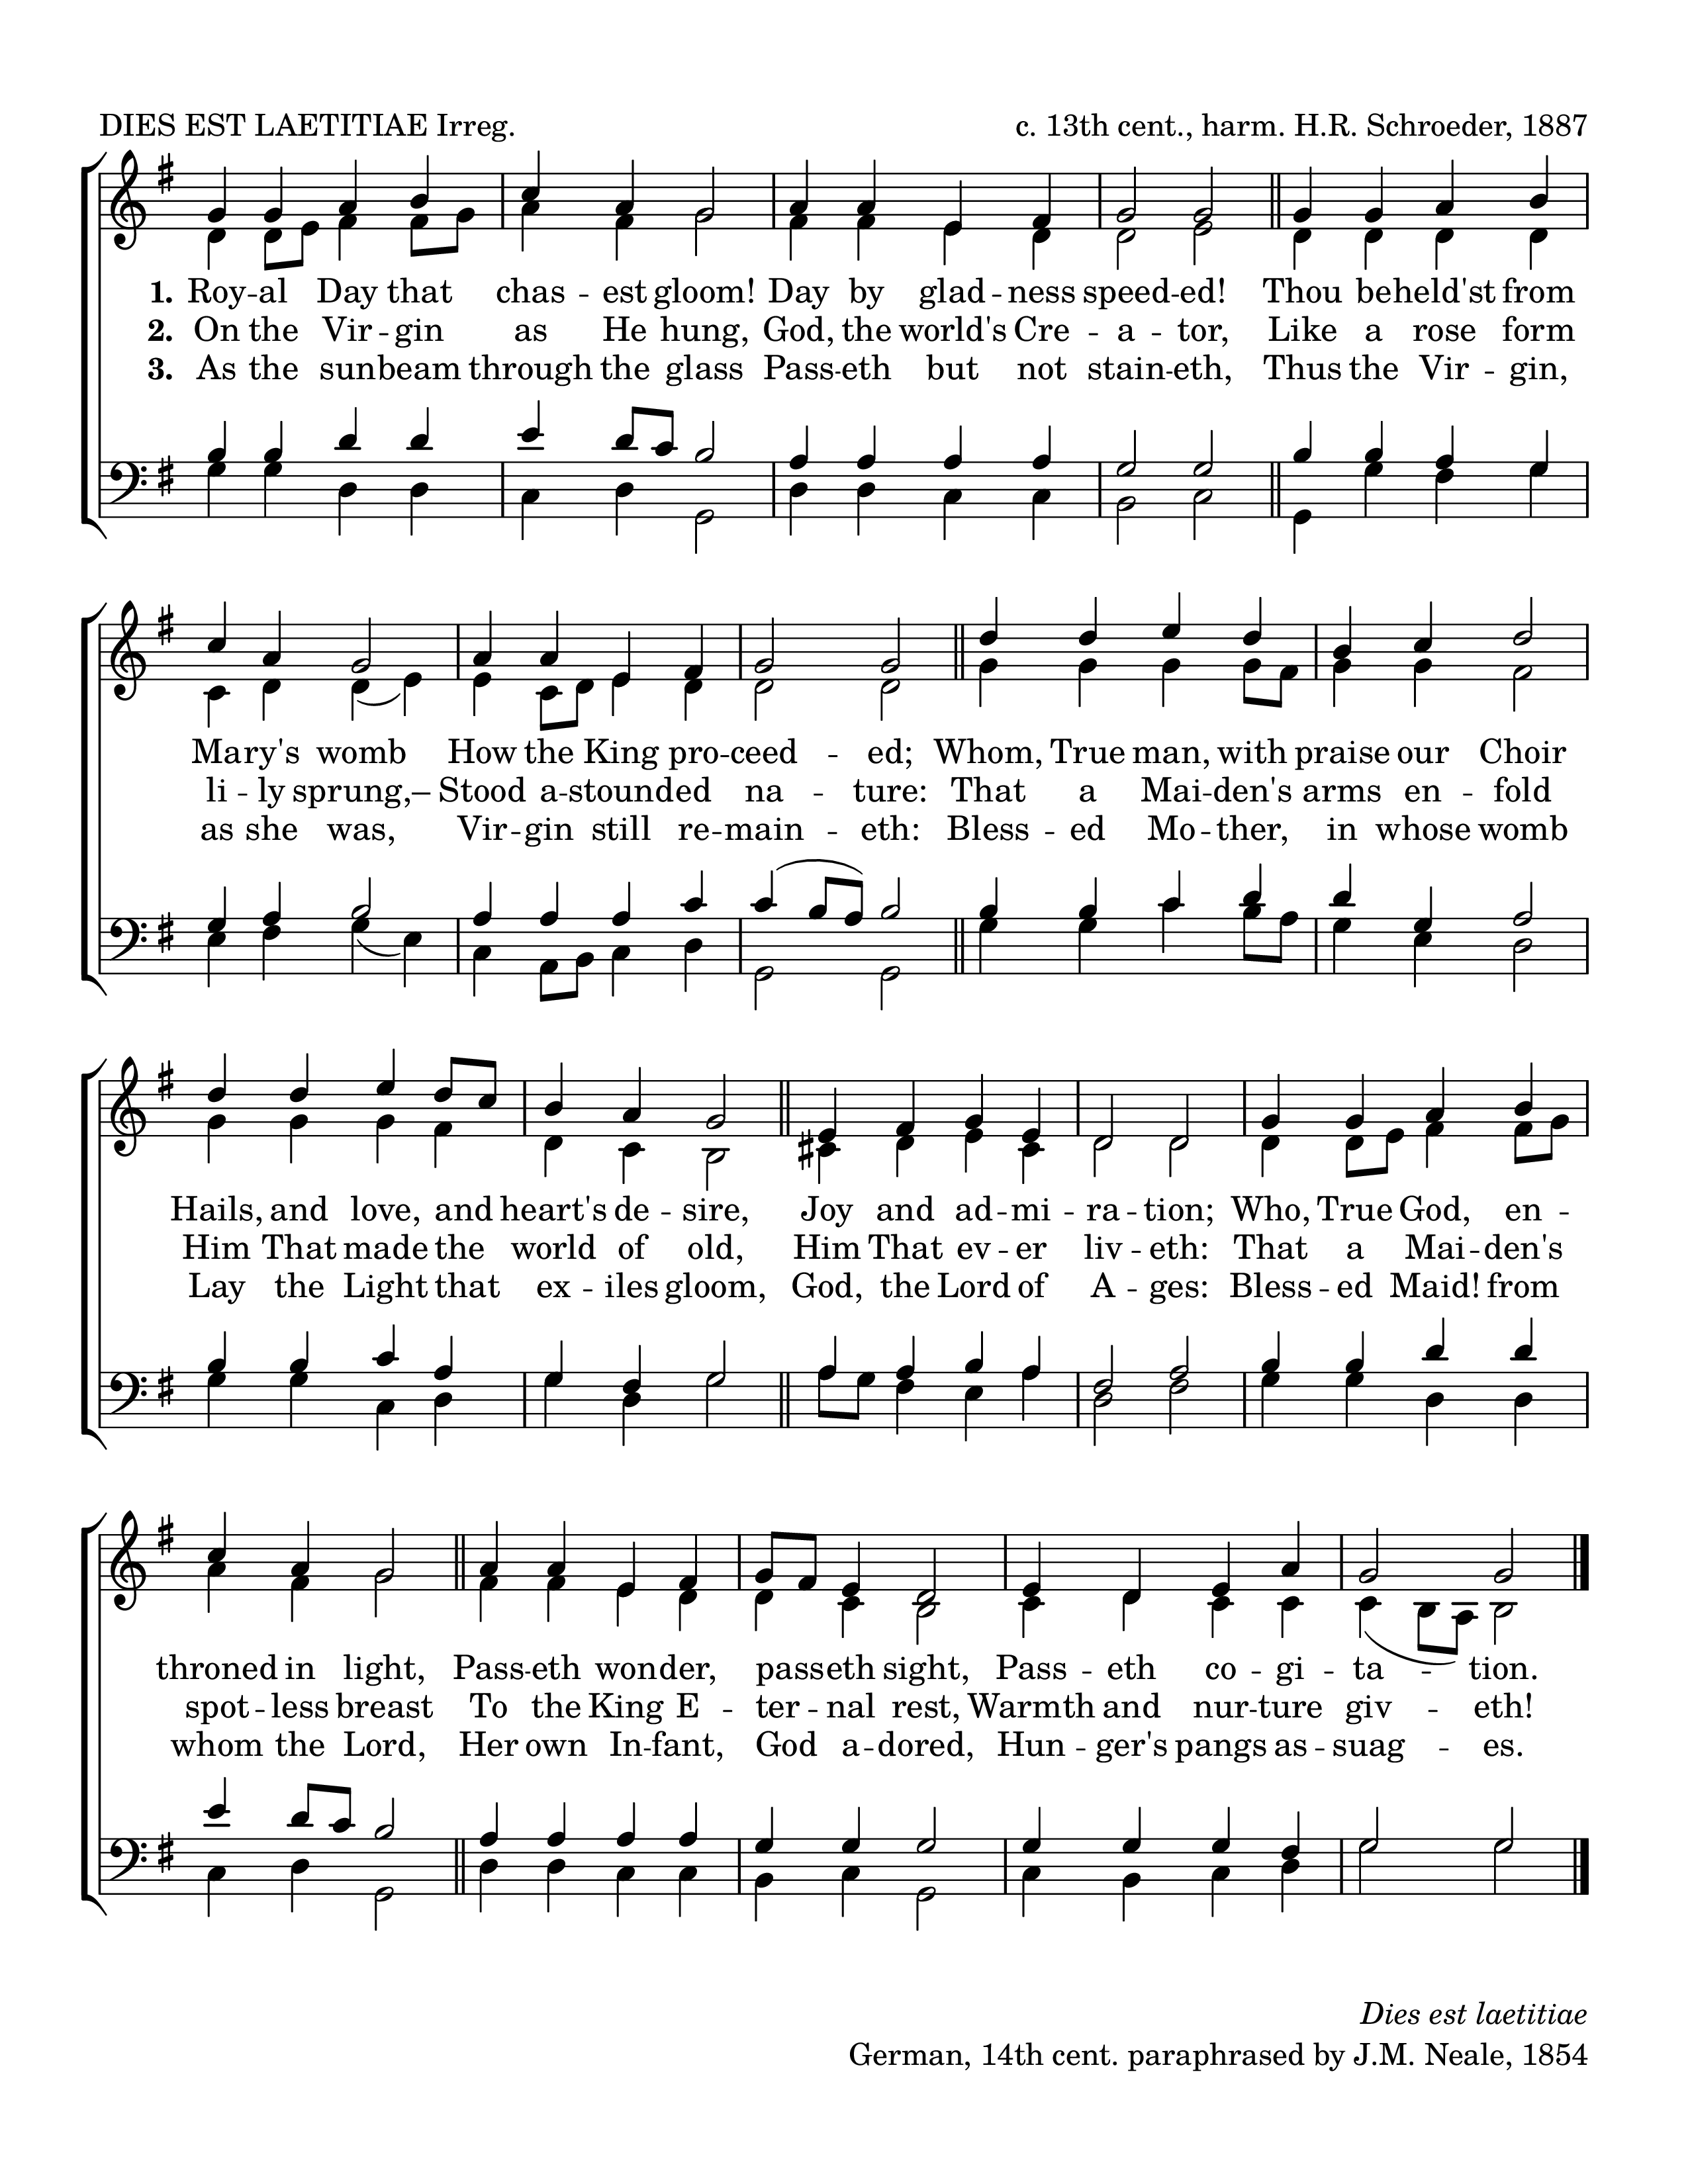 DIES EST LAETITIAE Irreg.
c. 13th cent., harm. H.R. Schroeder, 1887
1. Roy -- al Day that chas -- est gloom! Day by glad -- ness speed -- ed! Thou beheld'st from
2. On the Vir -- gin as He hung, God, the world's Cre -- a -- tor, Like a rose form
3. As the sunbeam through the glass Pass -- eth but not stain -- eth, Thus the Vir -- gin,
Mary's womb How the King pro -- ceed -- ed; Whom, True man, with praise our Choir
li -- ly sprung,– Stood a -- stounded na -- ture: That a Mai -- den's arms en -- fold
as she was, Vir -- gin still re -- main -- eth: Bless -- ed Mo -- ther, in whose womb
Hails, and love, and heart's de -- sire, Joy and ad -- mi -- ra -- tion; Who, True God, en --
Him That made the world of old, Him That ev -- er liv -- eth: That a Mai -- den's
Lay the Light that ex -- iles gloom, God, the Lord of A -- ges: Bless -- ed Maid! from
throned in light, Pass -- eth wonder, passeth sight, Pass -- eth co -- gi -- ta -- tion.
spot -- less breast To the King E -- ter -- nal rest, Warmth and nur -- ture giv -- eth!
whom the Lord, Her own In -- fant, God a -- dored, Hun -- ger's pangs as -- suag -- es.
Dies est laetitiae
German, 14th cent. paraphrased by J.M. Neale, 1854